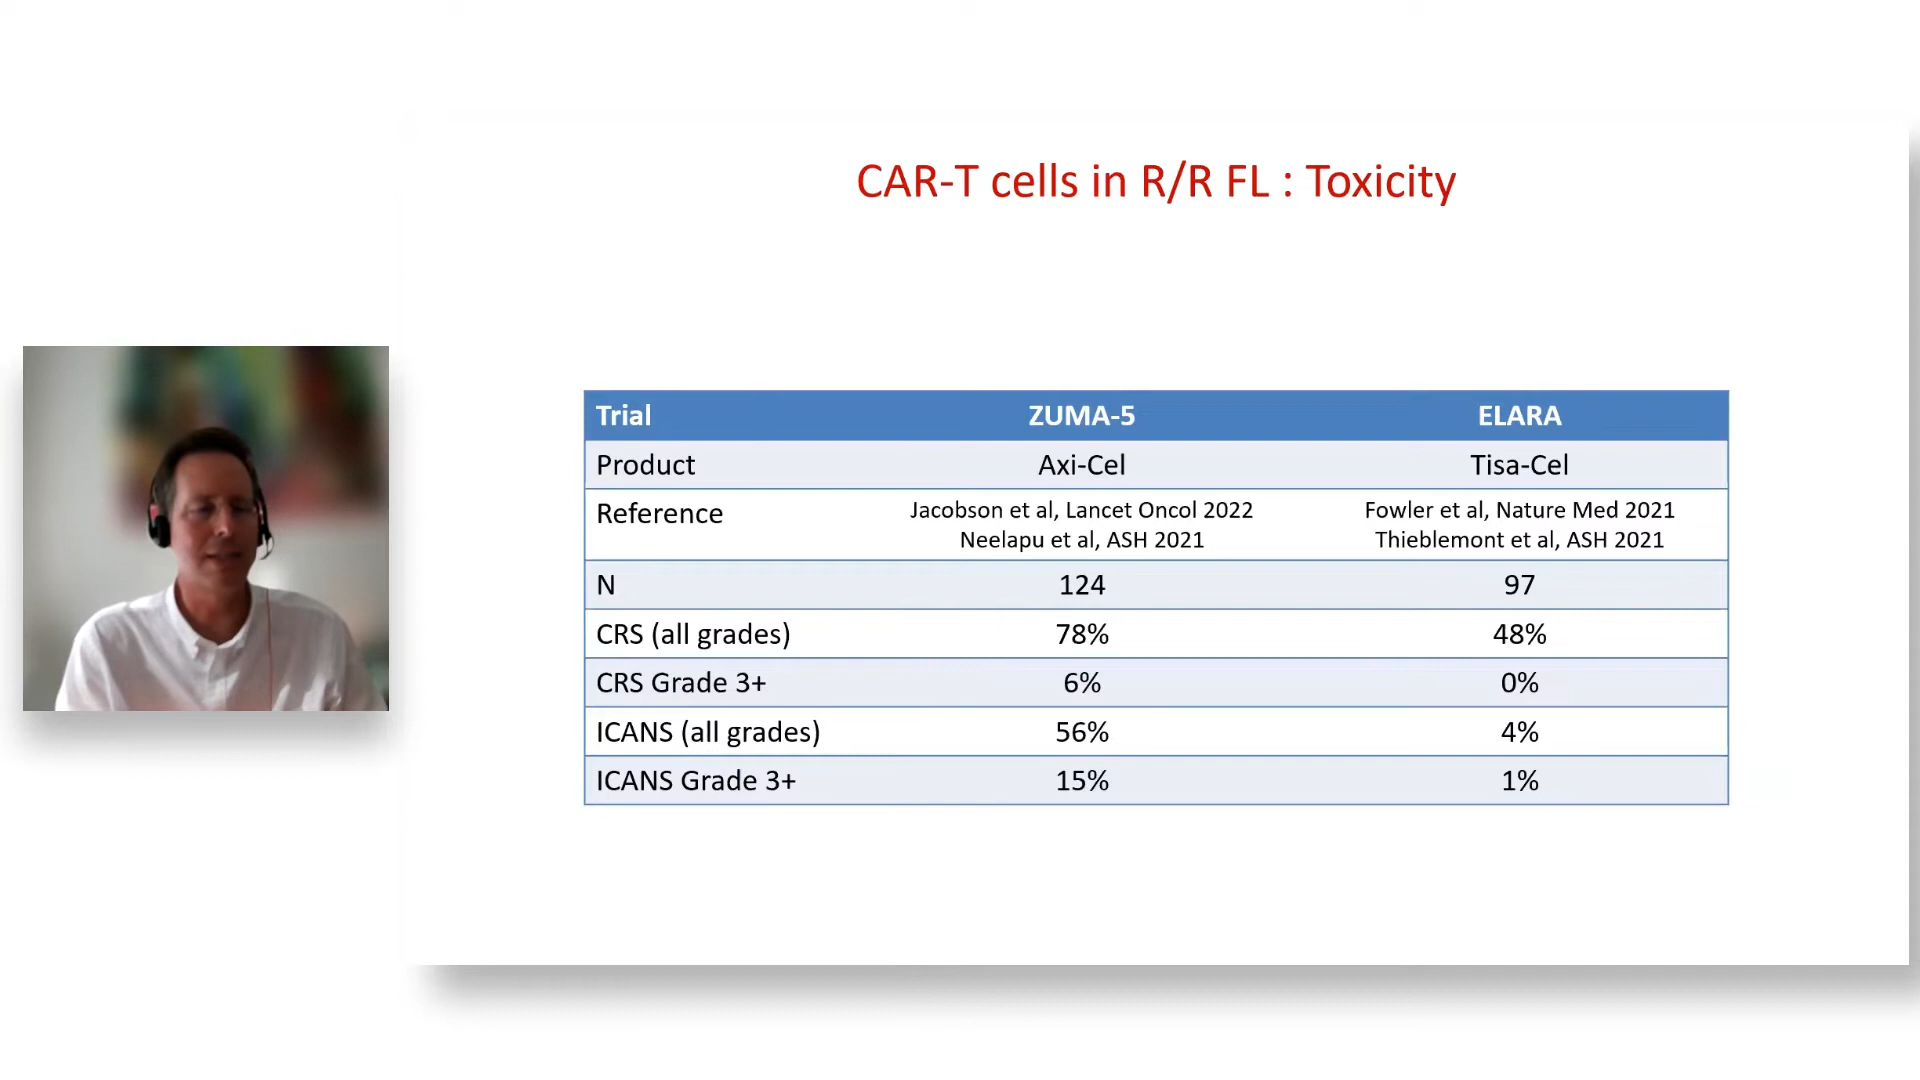 CAR-T cells in R/R FL : Toxicity
Trial ZUMA-5 ELARA
Product Axi-Cel Tisa-Cel
Reference Jacobson et al, Lancet Oncol 2022 Fowler et al, Nature Med 2021
Neelapu et al, ASH 2021 Thieblemont et al, ASH 2021
N 124 97
CRS (all grades) 78% 48%
CRS Grade 3+ 6% 0%
ICANS (all grades) 56% 4%
ICANS Grade 3+ 15% 1%